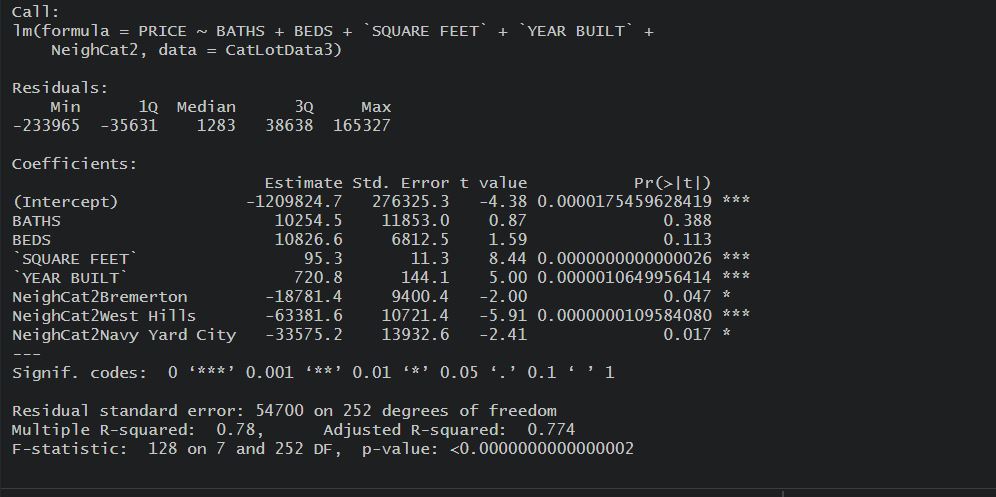 Call:
lm(formula = PRICE ~ BATHS + BEDS + `SQUARE FEET` + `YEAR BUILT` +
    NeighCat2, data = CatLotData3)

Residuals:
    Min      1Q  Median      3Q     Max
-233965  -35631    1283   38638  165327

Coefficients:
                          Estimate Std. Error t value           Pr(>|t|)
(Intercept)             -1209824.7   276325.3   -4.38 0.0000175459628419 ***
BATHS                      10254.5    11853.0    0.87              0.388
BEDS                       10826.6     6812.5    1.59              0.113
`SQUARE FEET`                 95.3       11.3    8.44 0.0000000000000026 ***
`YEAR BUILT`                 720.8      144.1    5.00 0.0000010649956414 ***
NeighCat2Bremerton        -18781.4     9400.4   -2.00              0.047 *
NeighCat2West Hills       -63381.6    10721.4   -5.91 0.0000000109584080 ***
NeighCat2Navy Yard City   -33575.2    13932.6   -2.41              0.017 *
---
Signif. codes:  0 ‘***’ 0.001 ‘**’ 0.01 ‘*’ 0.05 ‘.’ 0.1 ‘ ’ 1

Residual standard error: 54700 on 252 degrees of freedom
Multiple R-squared:  0.78,	Adjusted R-squared:  0.774
F-statistic:  128 on 7 and 252 DF,  p-value: <0.0000000000000002